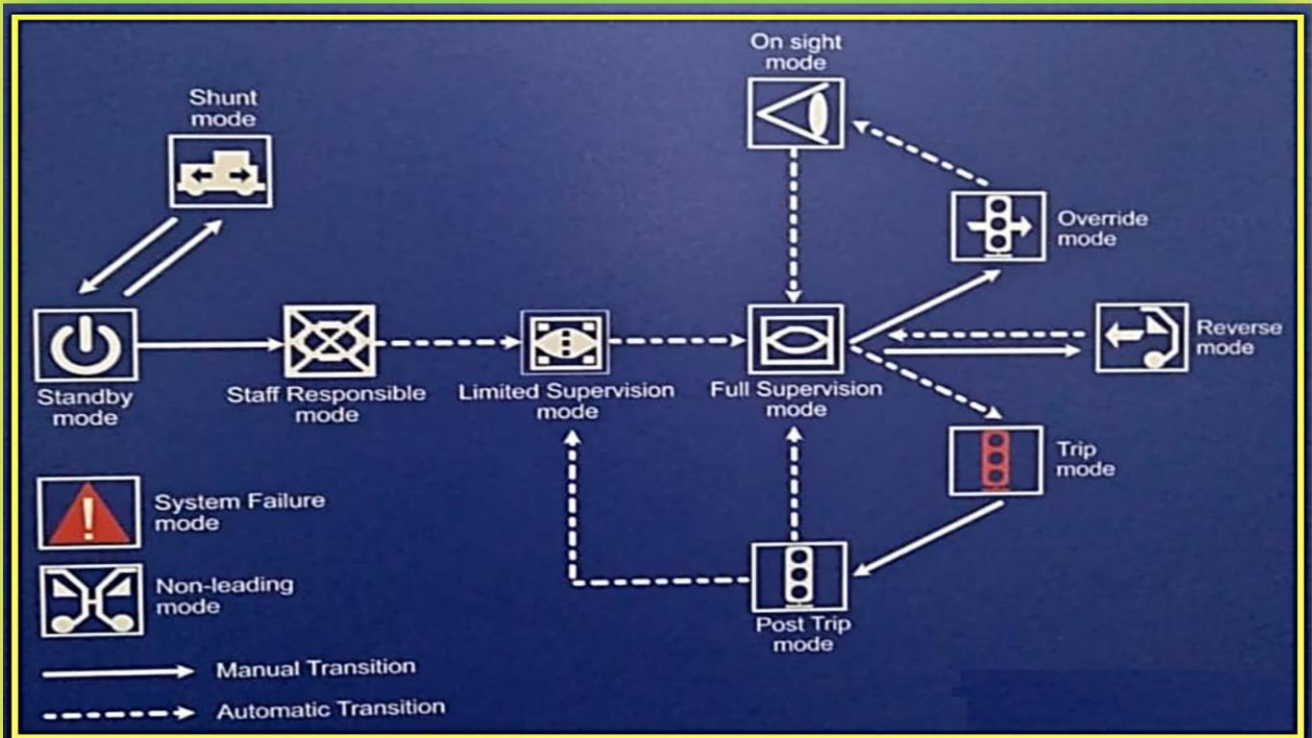 On sight
mode
Shunt
mode
Override
mode
Reverse
mode
Standby
mode
Staff Responsible
mode
Limited Supervision
mode
Full Supervision
mode
Trip
mode
System Failure
mode
Non-leading
mode
Post Trip
mode
Manual Transition
Automatic Transition